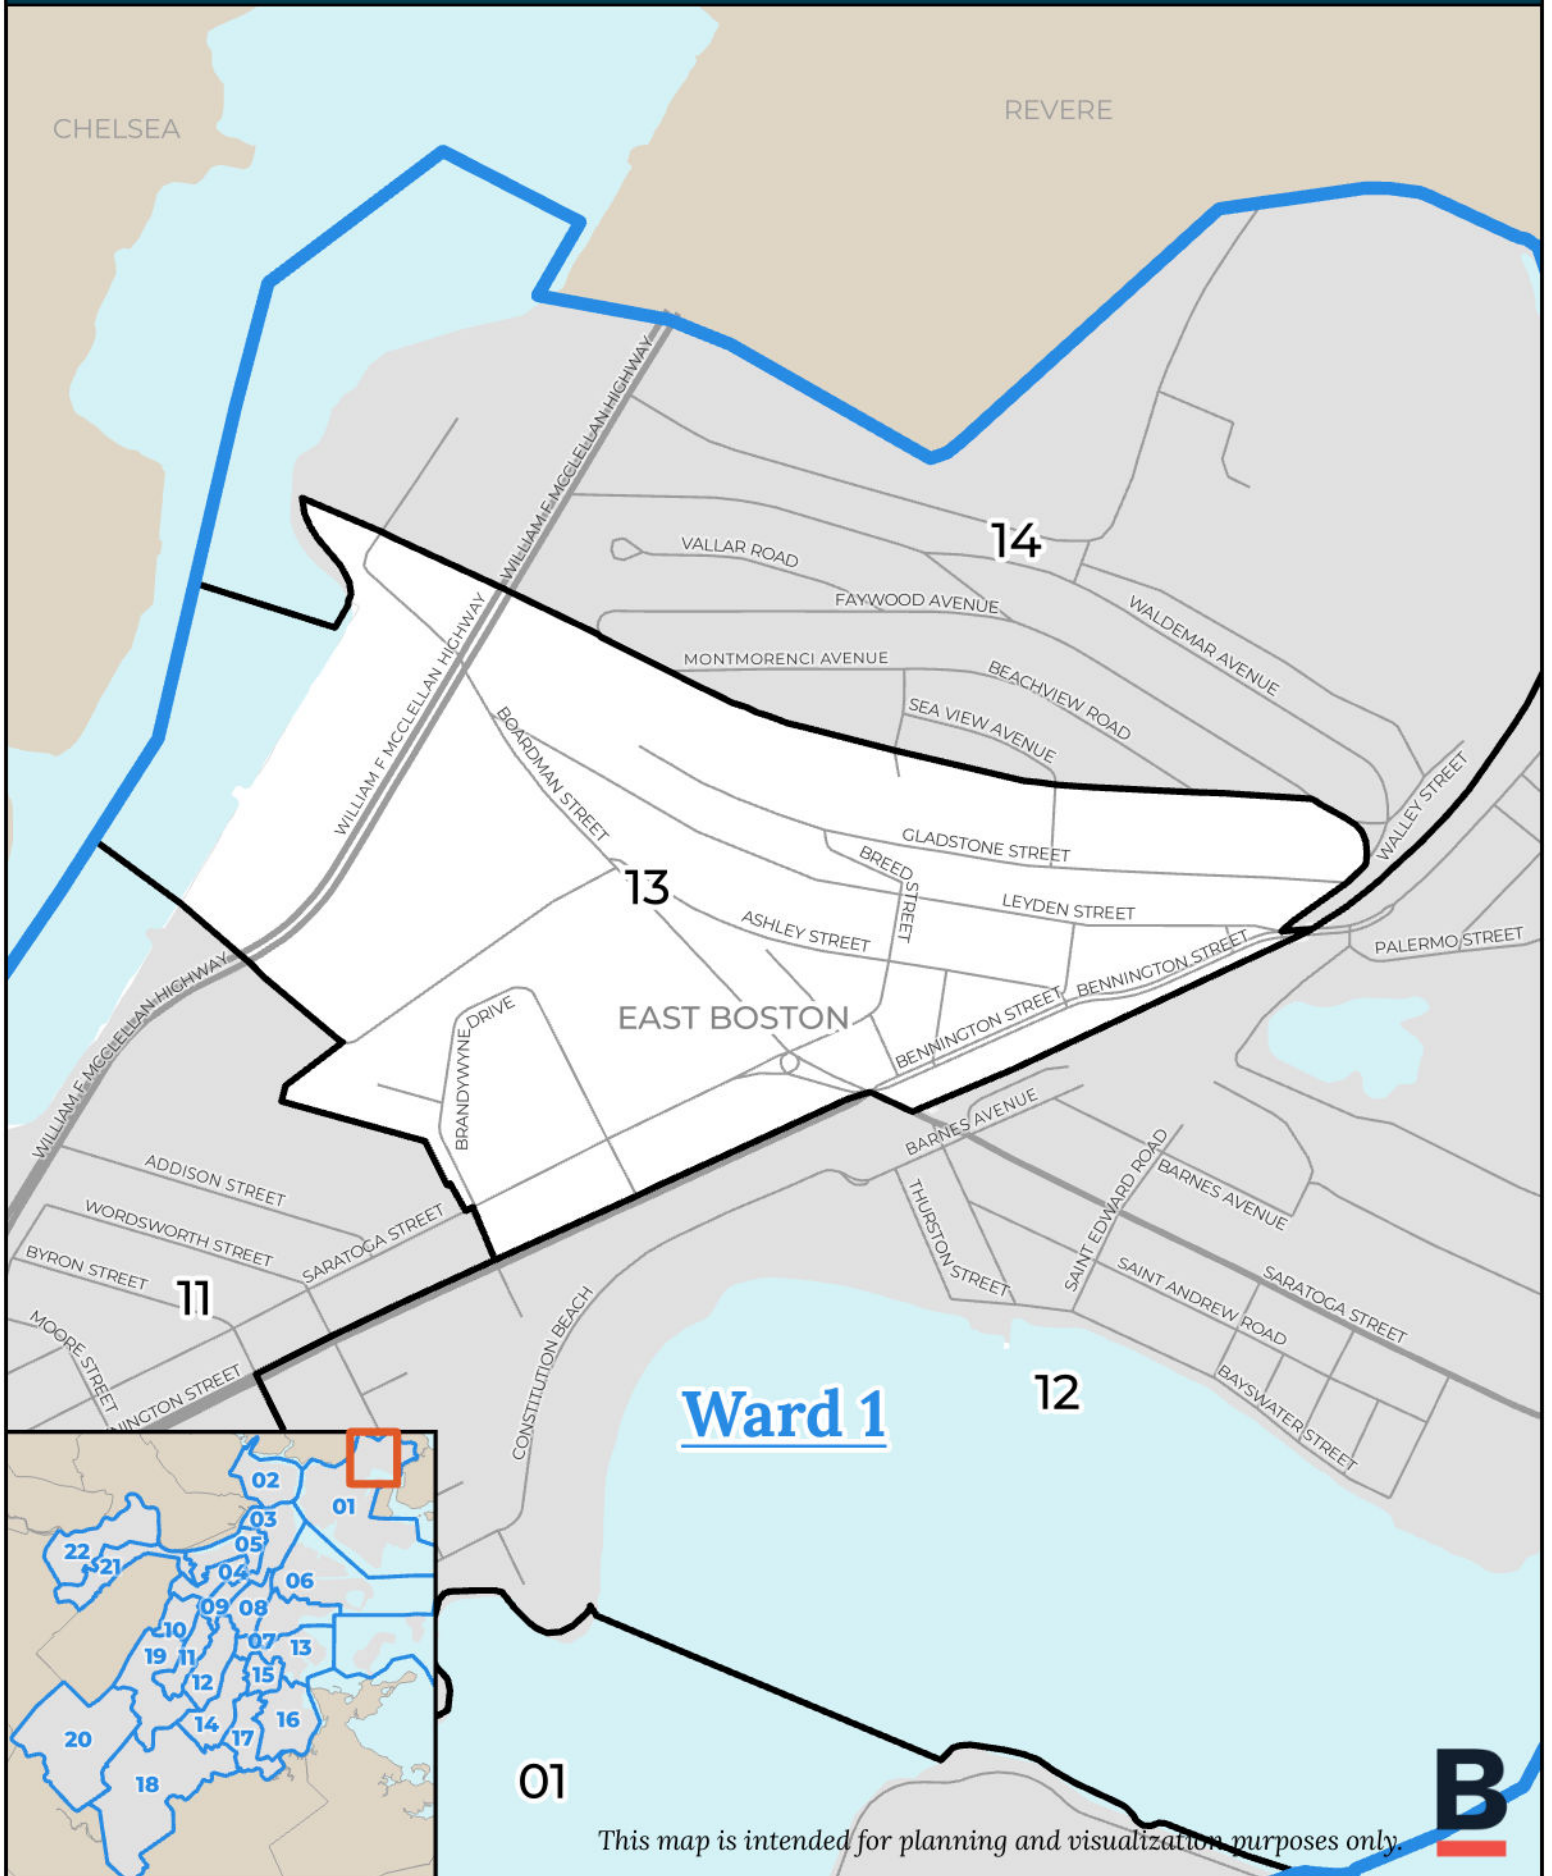 CHELSEA
REVERE
WILLIAM F MCCLELLAN HIGHWAY
14
VALLAR ROAD
FAYWOOD AVENUE
WALDEMAR AVENUE
WILLIAM F MCCLELLAN HIGHWAY
MONTMORENCI AVENUE
BEACHVIEW ROAD
SEA VIEW AVENUE
BOARDMAN STREET
WALLEY STREET
GLADSTONE STREET
BREED STREET
13
LEYDEN STREET
ASHLEY STREET
PALERMO STREET
BENNINGTON STREET
BENNINGTON STREET
EAST BOSTON
BRANDYWYNE DRIVE
WILLIAM F MCCLELLAN HIGHWAY
BARNES AVENUE
BARNES AVENUE
ADDISON STREET
WORDSWORTH STREET
SARATOGA STREET
BYRON STREET
11
THURSTON STREET
SAINT EDWARD ROAD
SAINT ANDREW ROAD
SARATOGA STREET
MOORE STREET
NINGTON STREET
CONSTITUTION BEACH
Ward 1
12
BAYSWATER STREET
02
01
03
05
22
21
04
06
09
08
10
07
13
19
11
15
12
14
16
17
20
18
01
This map is intended for planning and visualization purposes only.
B